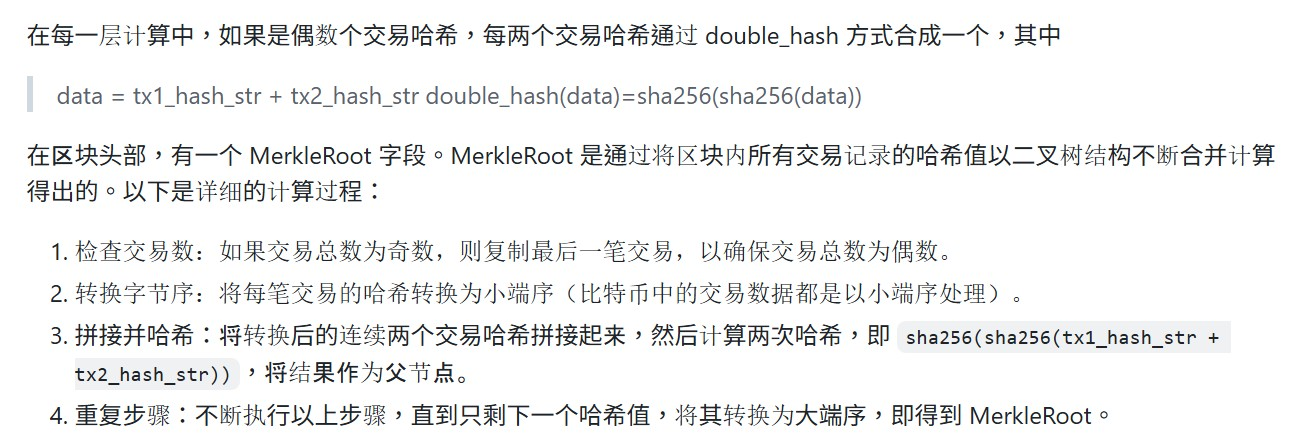 在每一层计算中，如果是偶数个交易哈希，每两个交易哈希通过 double_hash 方式合成一个，其中
data = tx1_hash_str + tx2_hash_str double_hash(data)=sha256(sha256(data))
在区块头部，有一个 MerkleRoot 字段。MerkleRoot 是通过将区块内所有交易记录的哈希值以二叉树结构不断合并计算
得出的。以下是详细的计算过程：
1. 检查交易数：如果交易总数为奇数，则复制最后一笔交易，以确保交易总数为偶数。
2. 转换字节序：将每笔交易的哈希转换为小端序（比特币中的交易数据都是以小端序处理）。
3. 拼接并哈希：将转换后的连续两个交易哈希拼接起来，然后计算两次哈希，即 sha256(sha256(tx1_hash_str +
tx2_hash_str))，将结果作为父节点。
4. 重复步骤：不断执行以上步骤，直到只剩下一个哈希值，将其转换为大端序，即得到 MerkleRoot。